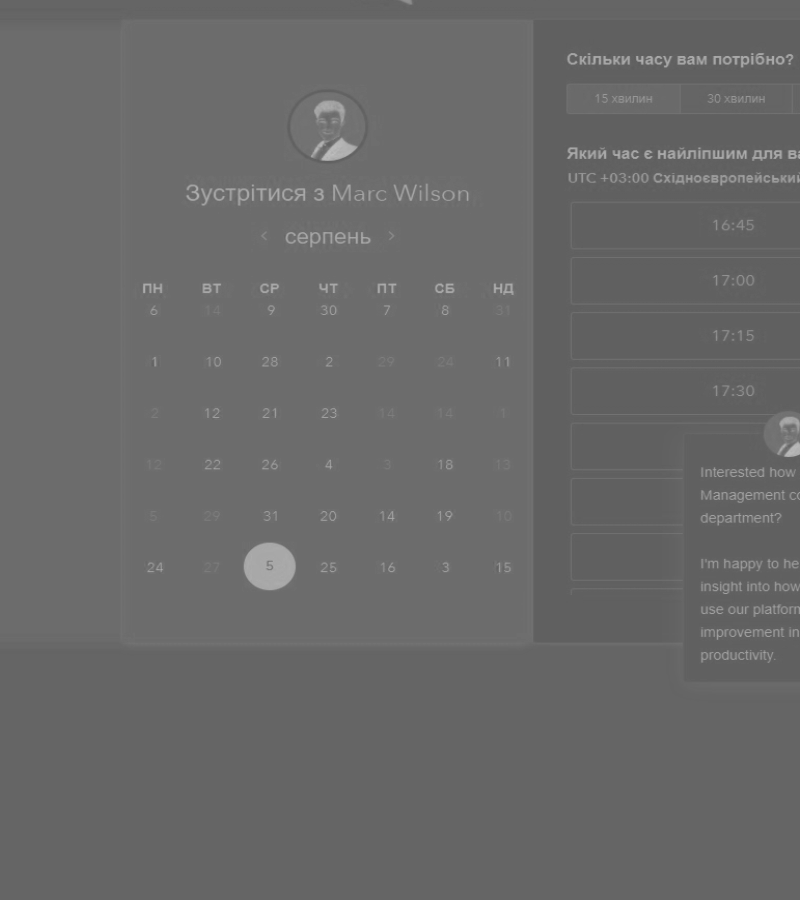 Зустрітися з Marc Wilson
серпень
ПН ВТ СР ЧТ ПТ СБ НД
6 14 9 30 7 8 31
1 10 28 2 29 24 11
2 12 21 23 14 14 1
12 22 26 4 3 18 13
5 29 31 20 14 19 10
24 27 5 25 16 3 15
Скільки часу вам потрібно?
15 хвилин 30 хвилин
Який час є найліпшим для ва
UTC +03:00 Східноєвропейський
16:45
17:00
17:15
17:30
Interested how
Management co
department?
I'm happy to he
insight into how
use our platform
improvement in
productivity.